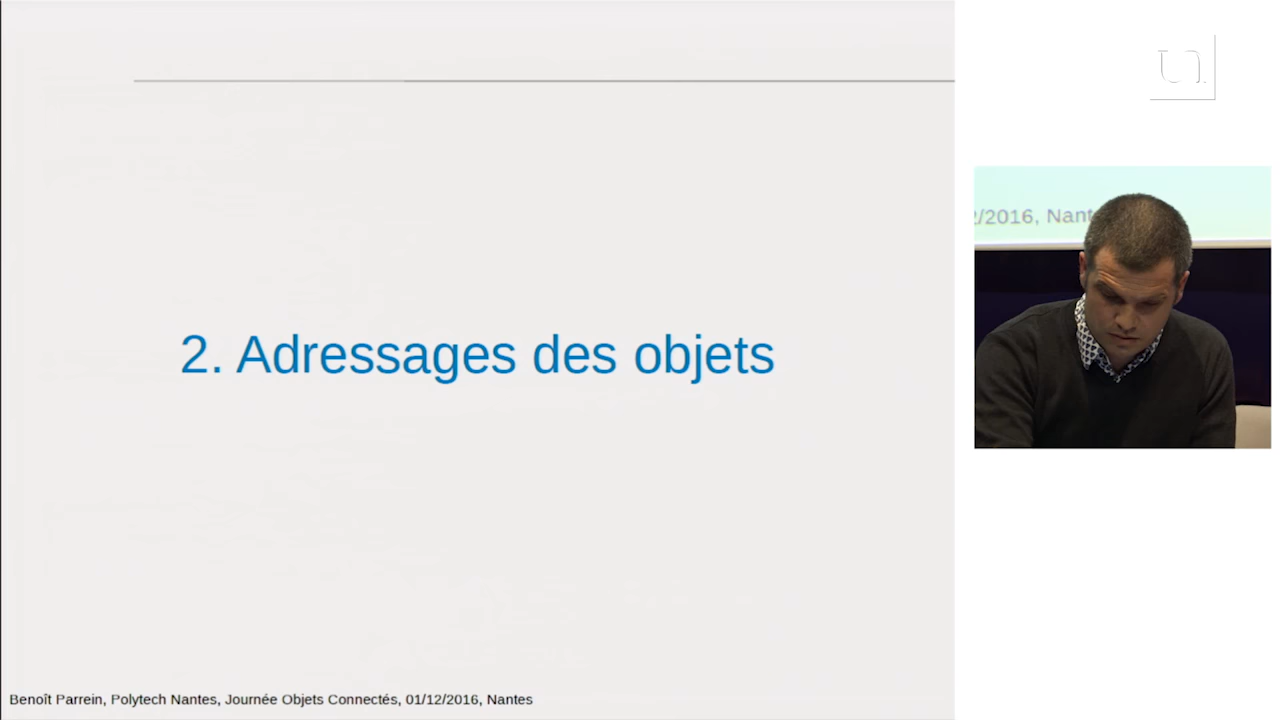 2. Adressages des objets
Benoît Parrein, Polytech Nantes, Journée Objets Connectés, 01/12/2016, Nantes
/2016, Nant